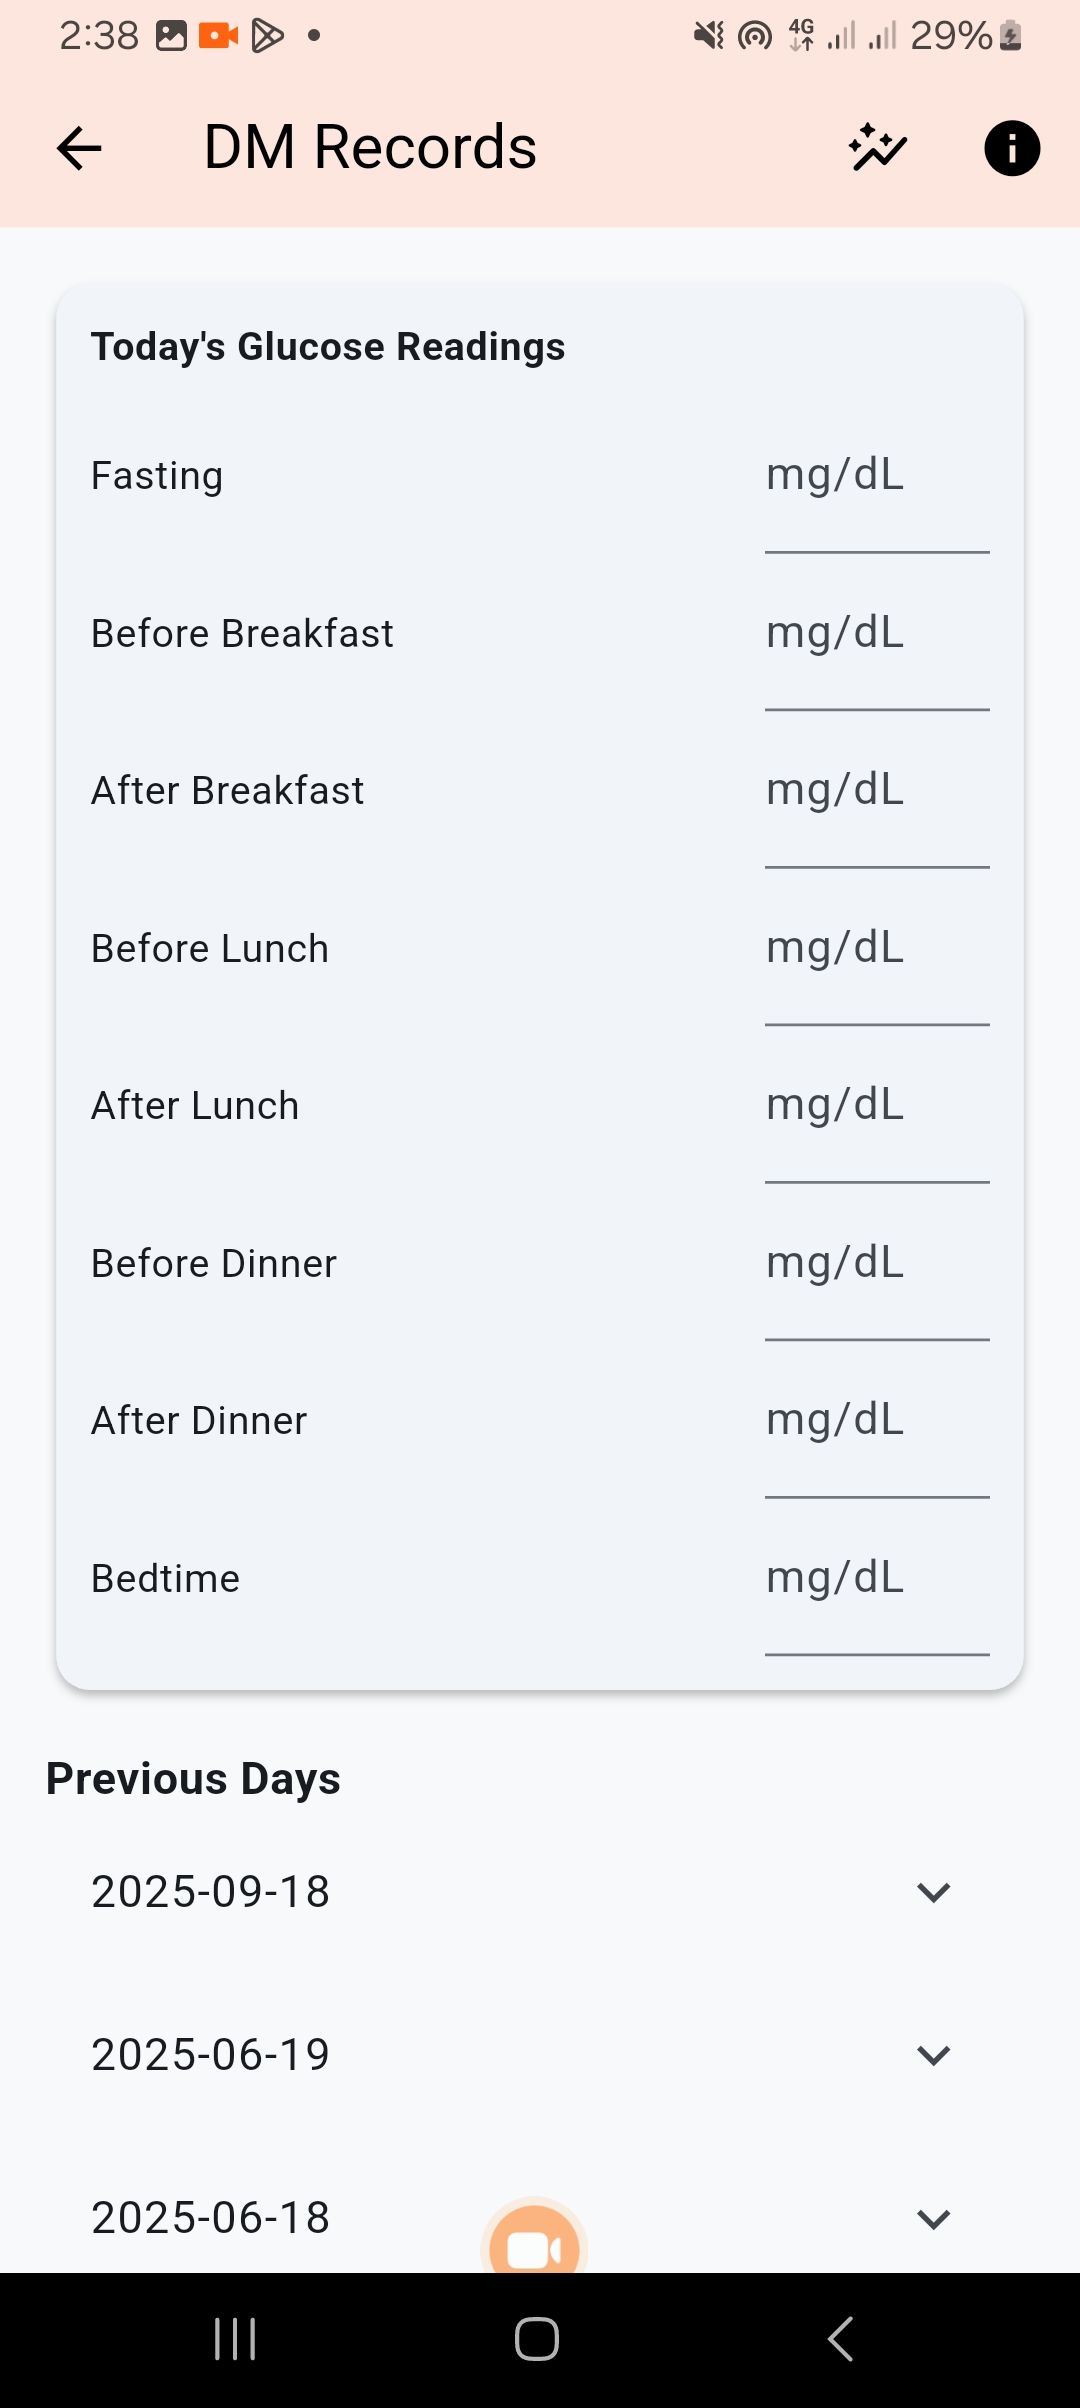 2:38 4G 29%
DM Records
Today's Glucose Readings
Fasting mg/dL
Before Breakfast mg/dL
After Breakfast mg/dL
Before Lunch mg/dL
After Lunch mg/dL
Before Dinner mg/dL
After Dinner mg/dL
Bedtime mg/dL
Previous Days
2025-09-18
2025-06-19
2025-06-18